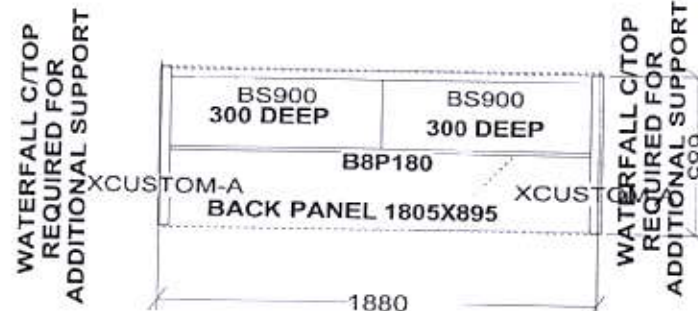 WATERFALL C/TOP
REQUIRED FOR
ADDITIONAL SUPPORT
BS900
300 DEEP
BS900
300 DEEP
B8P180
XCUSTOM-A
XCUSTOM-A
BACK PANEL 1805X895
1880
WATERFALL C/TOP
REQUIRED FOR
ADDITIONAL SUPPORT